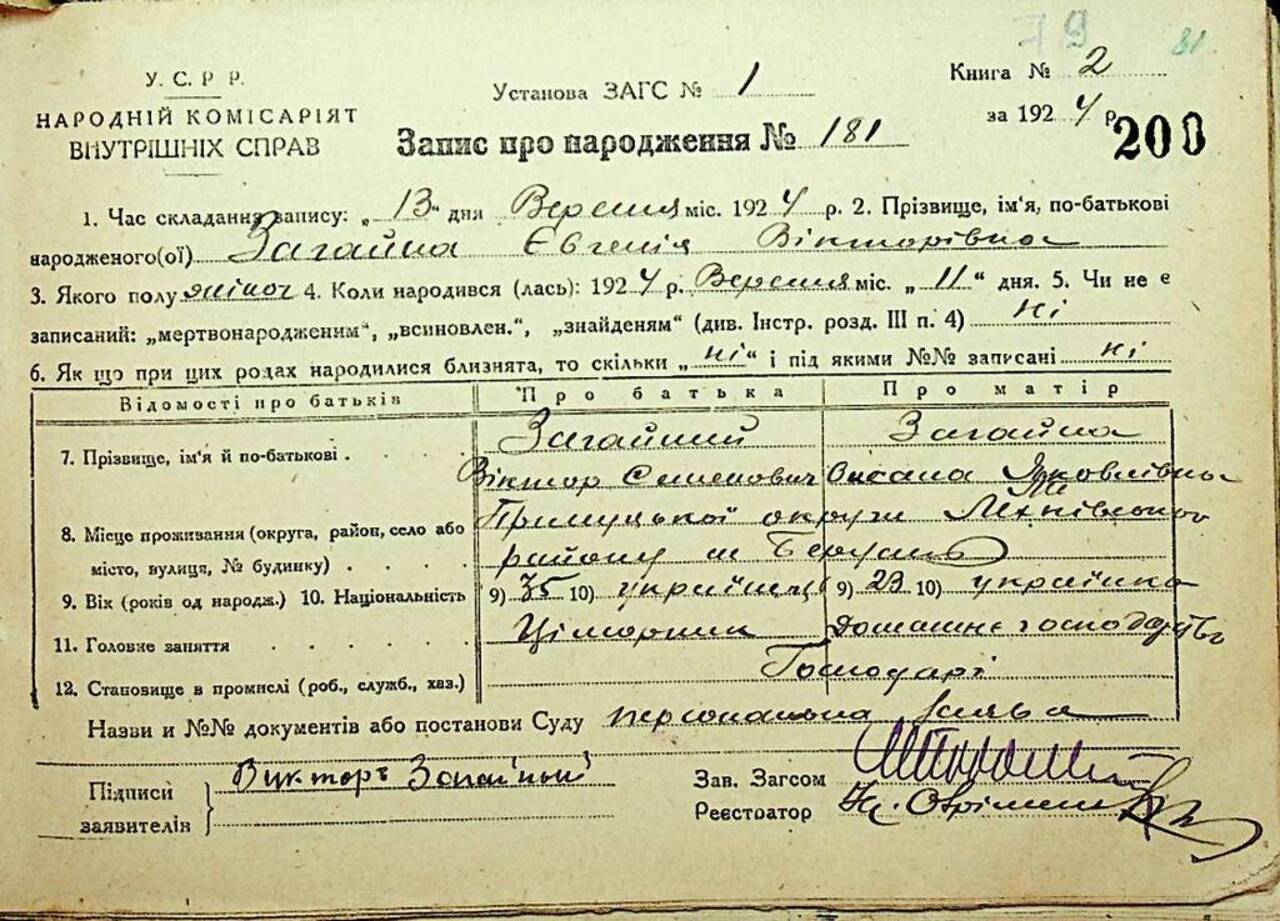 79 81
У. С. Р Р.
НАРОДНІЙ КОМІСАРІЯТ
ВНУТРІШНІХ СПРАВ
Установа ЗАГС № 1
Книга № 2
за 1924 р.
200
Запис про народження № 181
1. Час складання запису: „13“ дня Вересня міс. 1924 р. 2. Прізвище, ім'я, по-батькові
народженого(ої) Загайна Євгенія Вікторівна
3. Якого полу жіноч 4. Коли народився (лась): 1924 р. Вересня міс. „11“ дня. 5. Чи не є
записаний: „мертвонародженим“, „всиновлен.“, „знайденям“ (див. Інстр. розд. III п. 4) Ні
6. Як що при цих родах народилися близнята, то скільки „ні“ і під якими №№ записані ні
Відомості про батьків Про батька Про матір
7. Прізвище, ім'я й по-батькові . Загайний Загайна
Віктор Семенович Оксана Яковлівна
8. Місце проживання (округа, район, село або Прилуцької округи
місто, вулиця, № будинку) . району м
9. Вік (років од народж.) 10. Національність 9) 35 10) українець 9) 23 10) українка
11. Головне заняття Ціморник домашнє господарство
12. Становище в промислі (роб., служб., хаз.) Господарі
Назви и №№ документів або постанови Суду персональна заява
Підписи
заявителів
Викторъ Загайный
Зав. Загсом
Реєстратор